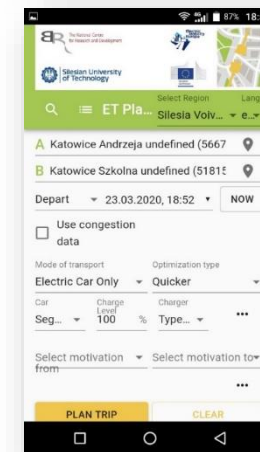 87% 18:
The National Centre
for Research and Development
Silesian University
of Technology
Select Region Lang
ET Pla... Silesia Voiv... e...
A Katowice Andrzeja undefined (5667
B Katowice Szkolna undefined (51815
Depart 23.03.2020, 18:52 NOW
Use congestion
data
Mode of transport Optimization type
Electric Car Only Quicker
Car Charge Level Charger
Seg... 100 % Type... •••
Select motivation from Select motivation to
•••
PLAN TRIP CLEAR